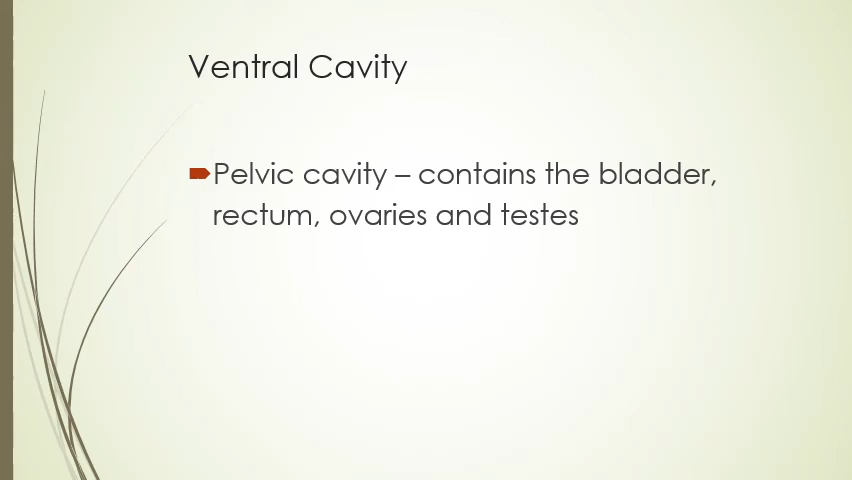 Ventral Cavity
Pelvic cavity – contains the bladder,
rectum, ovaries and testes